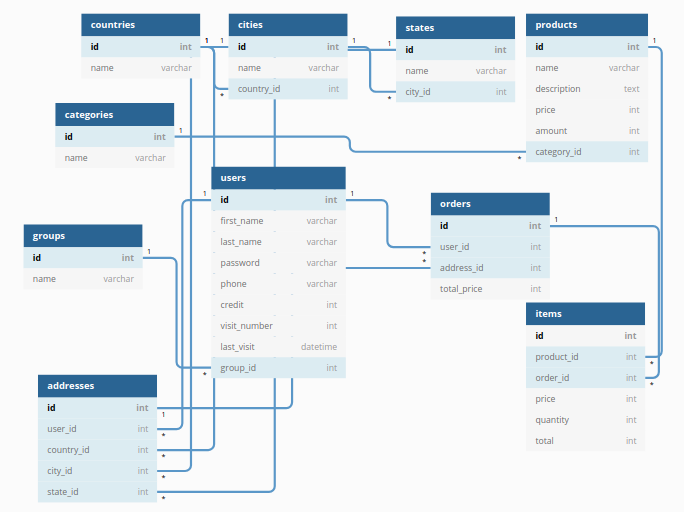 countries
id int
name varchar
cities
id int
name varchar
country_id int
states
id int
name varchar
city_id int
products
id int
name varchar
description text
price int
amount int
category_id int
categories
id int
name varchar
users
id int
first_name varchar
last_name varchar
password varchar
phone varchar
credit int
visit_number int
last_visit datetime
group_id int
orders
id int
user_id int
address_id int
total_price int
groups
id int
name varchar
items
id int
product_id int
order_id int
price int
quantity int
total int
addresses
id int
user_id int
country_id int
city_id int
state_id int
1
1
1
1
1
1
1
1
1
1
1
*
*
*
*
*
*
*
*
*
*
*
*